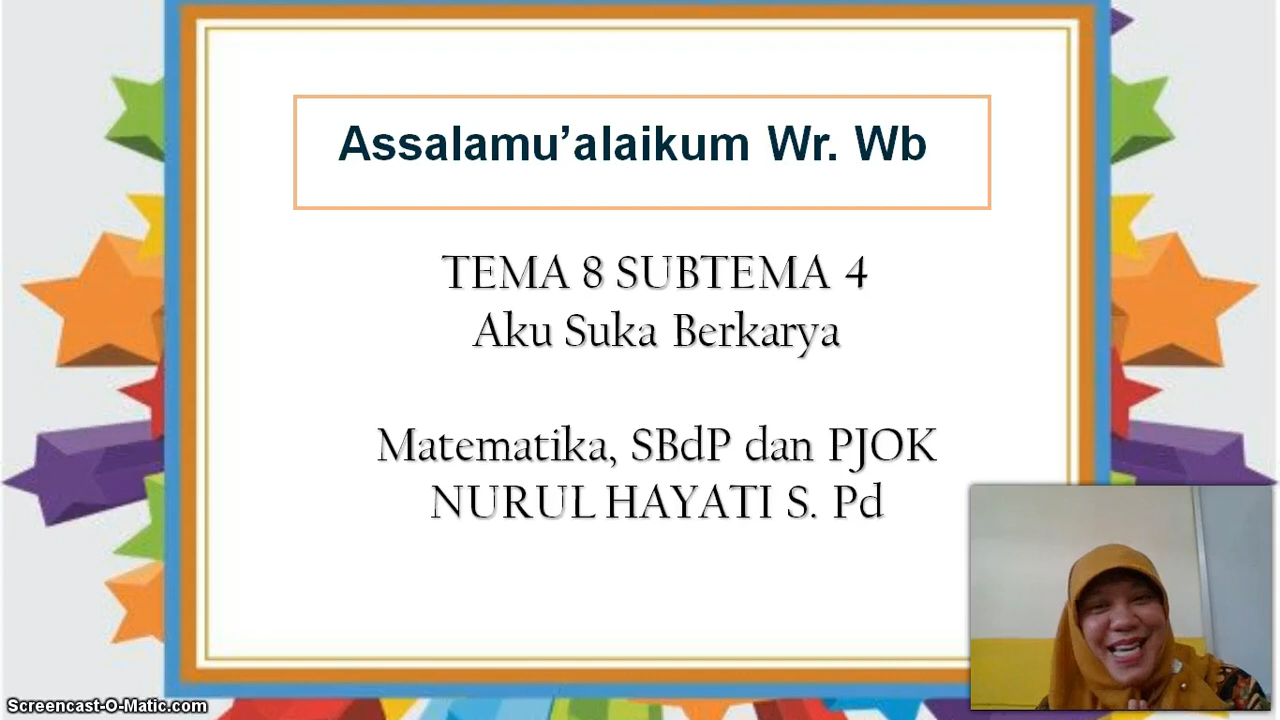 Assalamu’alaikum Wr. Wb
TEMA 8 SUBTEMA 4
Aku Suka Berkarya
Matematika, SBdP dan PJOK
NURUL HAYATI S. Pd
Screencast-O-Matic.com